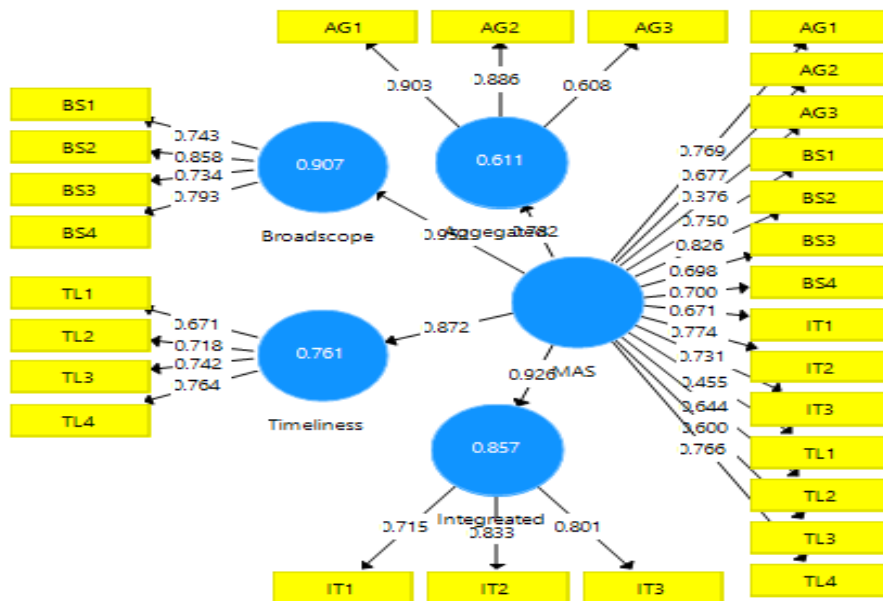 AG1
AG2
AG3
0.903
0.886
0.608
BS1
BS2
BS3
BS4
0.743
0.858
0.734
0.793
0.907
Broadscope
0.611
Aggegated
0.952
0.782
TL1
TL2
TL3
TL4
0.671
0.718
0.742
0.764
0.761
Timeliness
0.872
0.926
MAS
0.857
Integreated
0.715
0.833
0.801
IT1
IT2
IT3
0.769
0.677
0.376
0.750
0.826
0.698
0.700
0.671
0.774
0.731
0.455
0.644
0.600
0.766
AG1
AG2
AG3
BS1
BS2
BS3
BS4
IT1
IT2
IT3
TL1
TL2
TL3
TL4